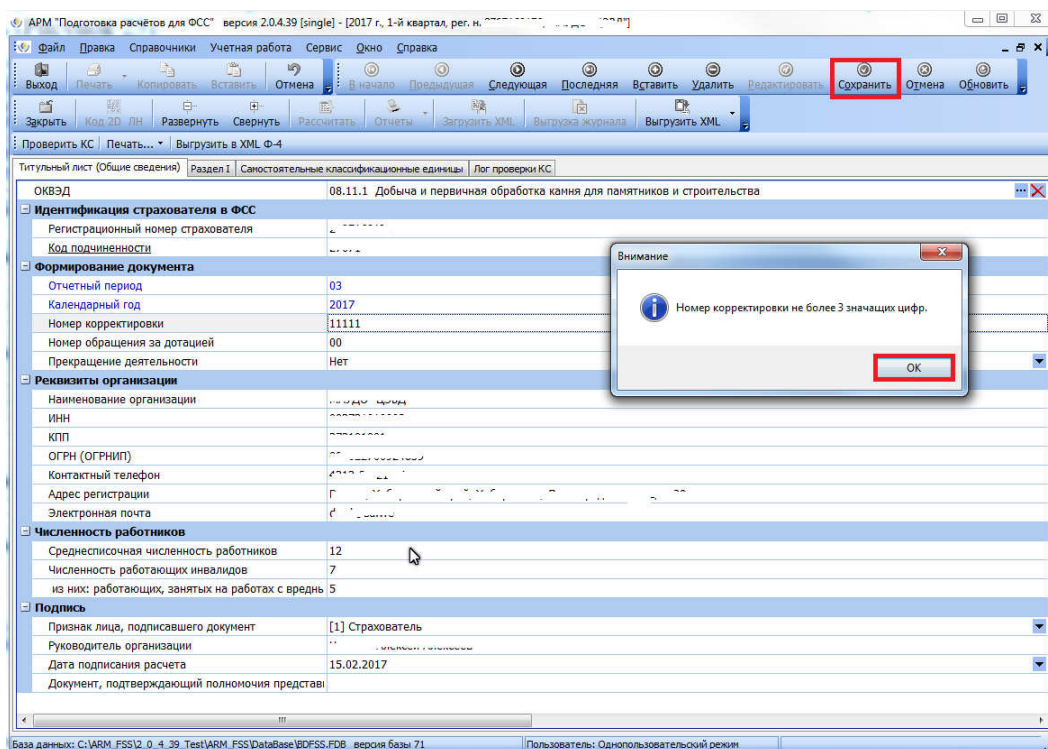 АРМ "Подготовка расчётов для ФСС" версия 2.0.4.39 [single] - [2017 г., 1-й квартал, рег. н.
Файл Правка Справочники Учетная работа Сервис Окно Справка
Выход Печать Копировать Вставить Отмена В начало Предыдущая Следующая Последняя Вставить Удалить Редактировать Сохранить Отмена Обновить
Закрыть Код 2D ЛН Развернуть Свернуть Рассчитать Отчеты Загрузить XML Выгрузка журнала Выгрузить XML
Проверить КС Печать... Выгрузить в XML Ф-4
Титульный лист (Общие сведения) Раздел I Самостоятельные классификационные единицы Лог проверки КС
ОКВЭД 08.11.1 Добыча и первичная обработка камня для памятников и строительства
Идентификация страхователя в ФСС
Регистрационный номер страхователя
Код подчиненности
Внимание
Формирование документа
Отчетный период 03
Календарный год 2017
Номер корректировки не более 3 значащих цифр.
Номер корректировки 11111
Номер обращения за дотацией 00
Прекращение деятельности Нет
OK
Реквизиты организации
Наименование организации
ИНН
КПП
ОГРН (ОГРНИП)
Контактный телефон
Адрес регистрации
Электронная почта
Численность работников
Среднесписочная численность работников 12
Численность работающих инвалидов 7
из них: работающих, занятых на работах с вреднь 5
Подпись
Признак лица, подписавшего документ [1] Страхователь
Руководитель организации
Дата подписания расчета 15.02.2017
Документ, подтверждающий полномочия представи
База данных: C:\ARM_FSS\2_0_4_39_Test\ARM_FSS\DataBase\BDFSS.FDB версия базы 71 Пользователь: Однопользовательский режим